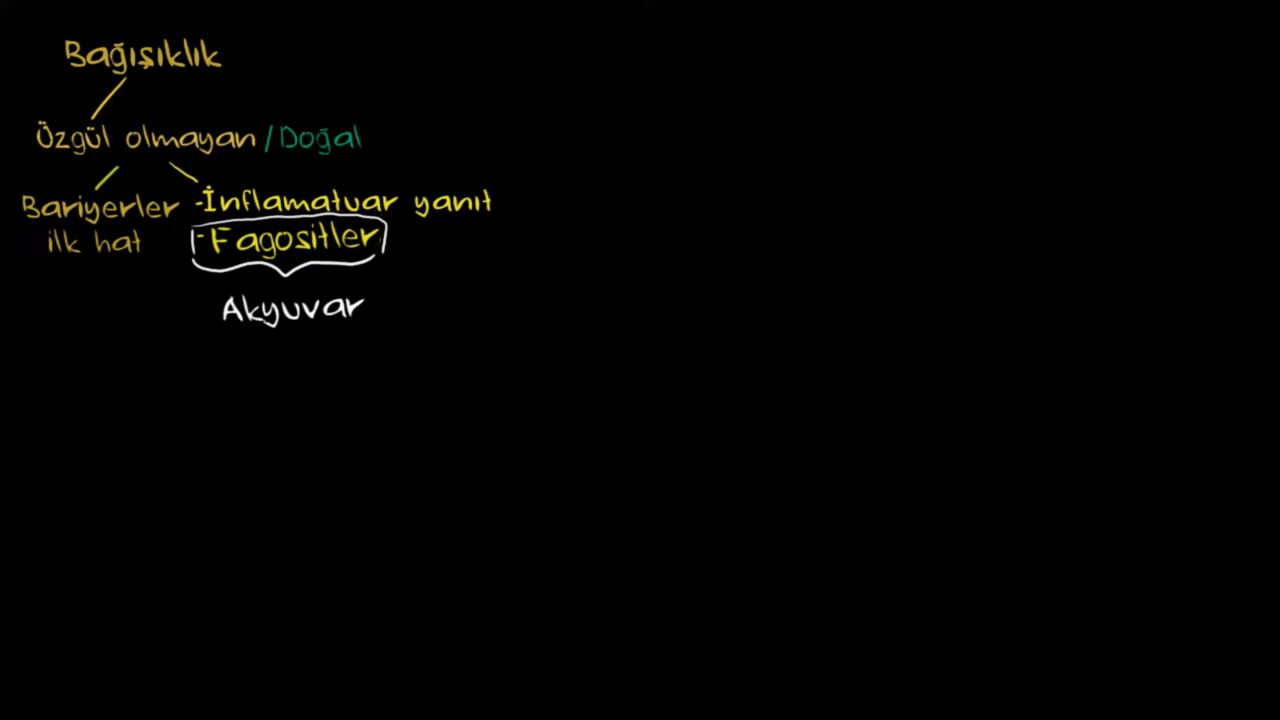 Bağışıklık
Özgül olmayan / Doğal
Bariyerler
ilk hat
-İnflamatuar yanıt
-Fagositler
Akyuvar